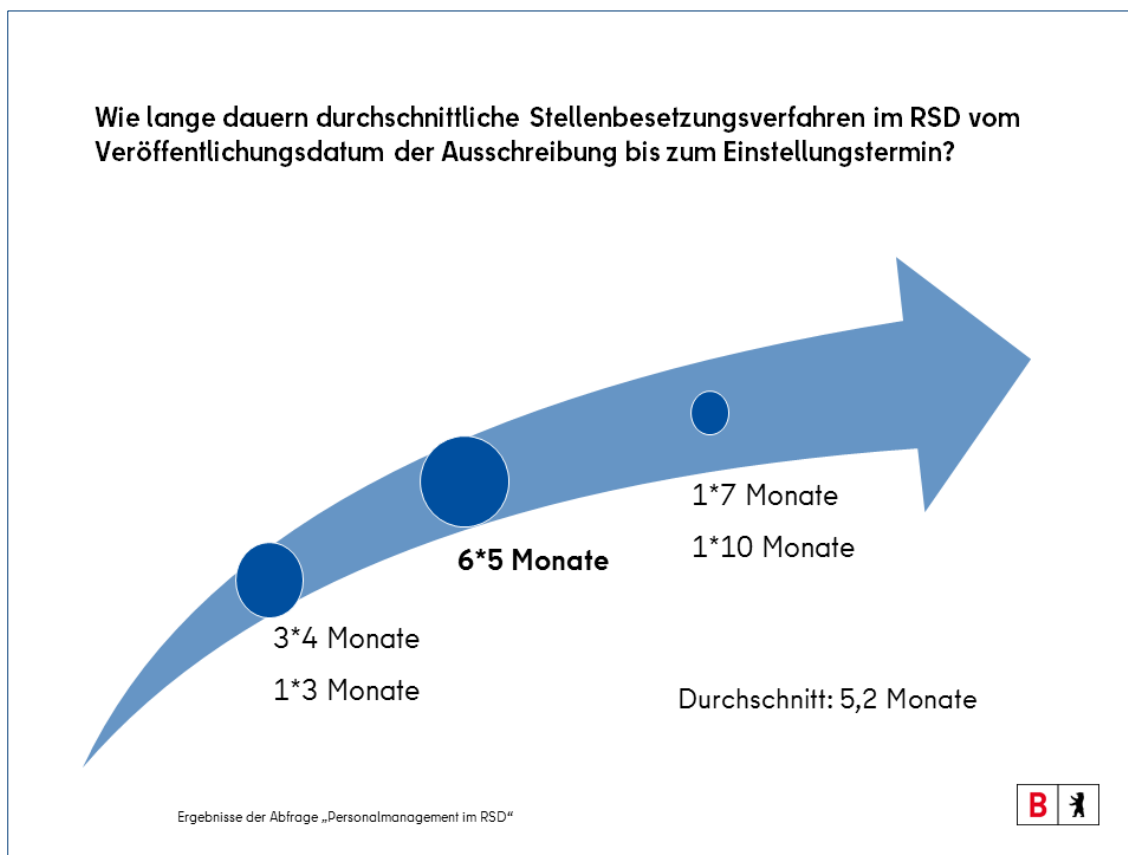 Wie lange dauern durchschnittliche Stellenbesetzungsverfahren im RSD vom
Veröffentlichungsdatum der Ausschreibung bis zum Einstellungstermin?
3*4 Monate
1*3 Monate
6*5 Monate
1*7 Monate
1*10 Monate
Durchschnitt: 5,2 Monate
Ergebnisse der Abfrage „Personalmanagement im RSD“
B